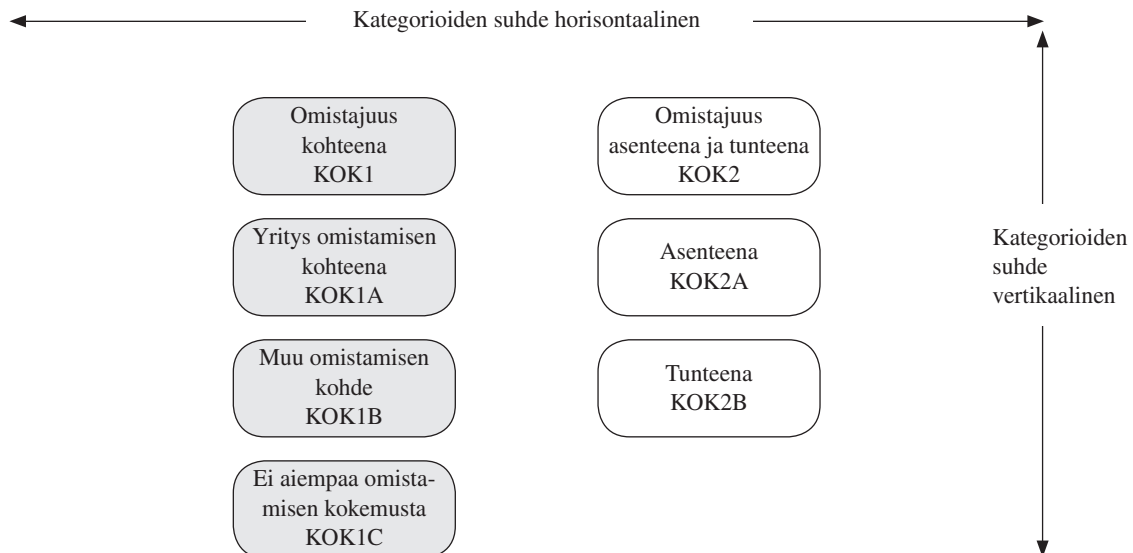 Kategorioiden suhde horisontaalinen
Omistajuus
kohteena
KOK1
Omistajuus
asenteena ja tunteena
KOK2
Yritys omistamisen
kohteena
KOK1A
Asenteena
KOK2A
Kategorioiden
suhde
vertikaalinen
Muu omistamisen
kohde
KOK1B
Tunteena
KOK2B
Ei aiempaa omista-
misen kokemusta
KOK1C